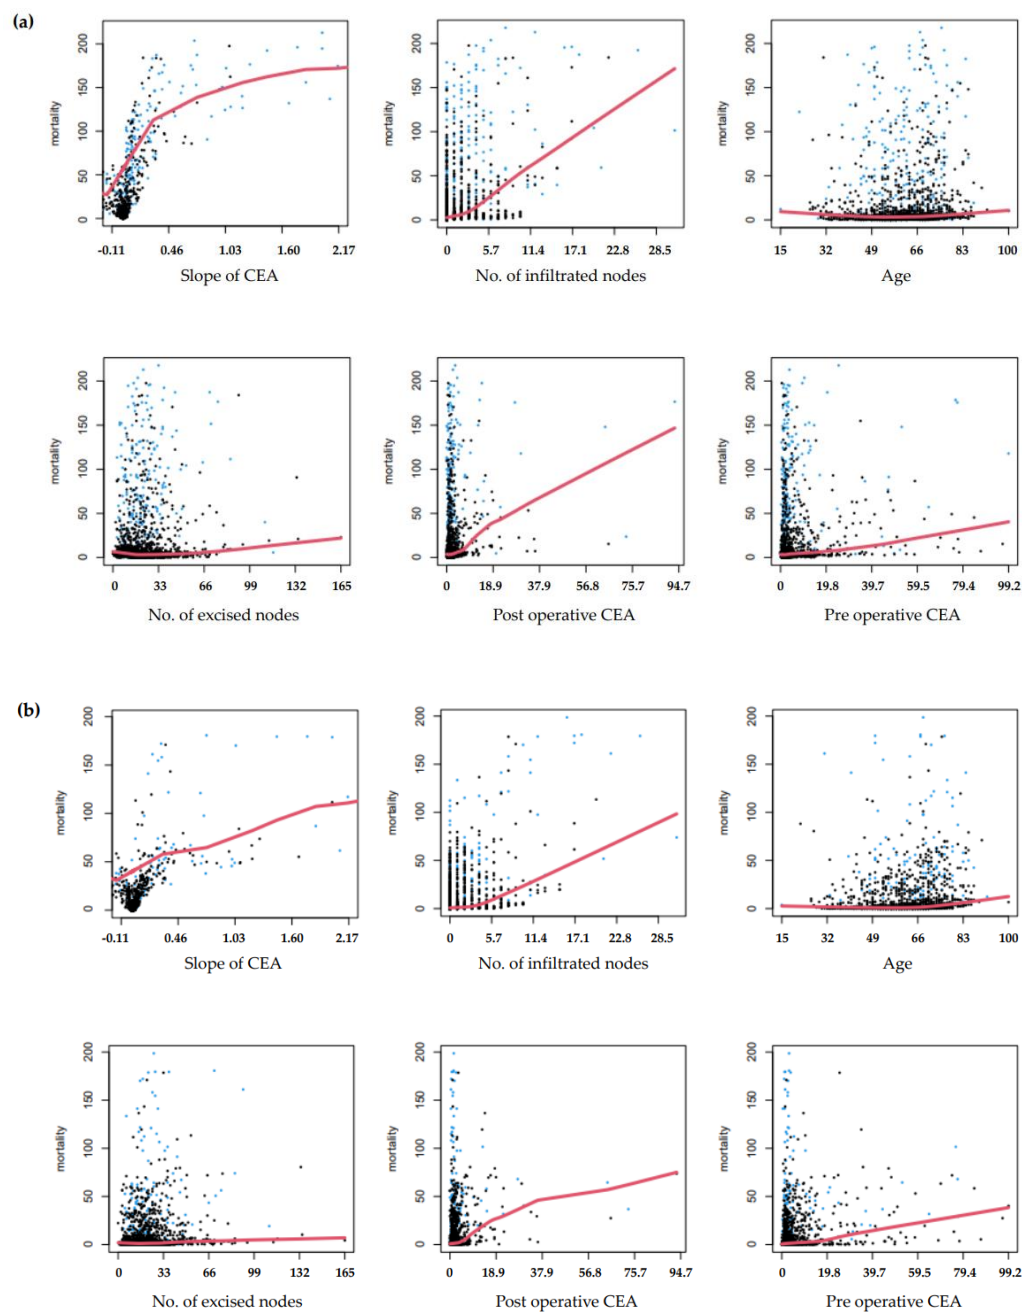 (a)
mortality
0 50 100 150 200
-0.11 0.46 1.03 1.60 2.17
Slope of CEA
mortality
0 50 100 150 200
0 5.7 11.4 17.1 22.8 28.5
No. of infiltrated nodes
mortality
0 50 100 150 200
15 32 49 66 83 100
Age
mortality
0 50 100 150 200
0 33 66 99 132 165
No. of excised nodes
mortality
0 50 100 150 200
0 18.9 37.9 56.8 75.7 94.7
Post operative CEA
mortality
0 50 100 150 200
0 19.8 39.7 59.5 79.4 99.2
Pre operative CEA
(b)
mortality
0 50 100 150 200
-0.11 0.46 1.03 1.60 2.17
Slope of CEA
mortality
0 50 100 150 200
0 5.7 11.4 17.1 22.8 28.5
No. of infiltrated nodes
mortality
0 50 100 150 200
15 32 49 66 83 100
Age
mortality
0 50 100 150 200
0 33 66 99 132 165
No. of excised nodes
mortality
0 50 100 150 200
0 18.9 37.9 56.8 75.7 94.7
Post operative CEA
mortality
0 50 100 150 200
0 19.8 39.7 59.5 79.4 99.2
Pre operative CEA